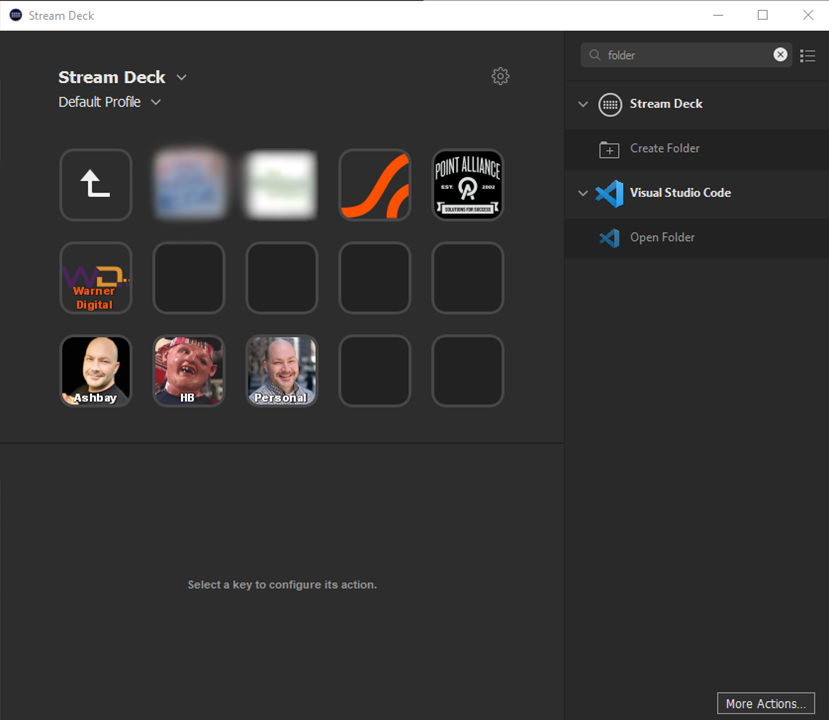 Stream Deck
folder
Stream Deck
Default Profile
Stream Deck
Create Folder
Visual Studio Code
Open Folder
POINT ALLIANCE
EST. 2002
SOLUTIONS FOR SUCCESS
WD.
Warner
Digital
Ashbay
HB
Personal
Select a key to configure its action.
More Actions...